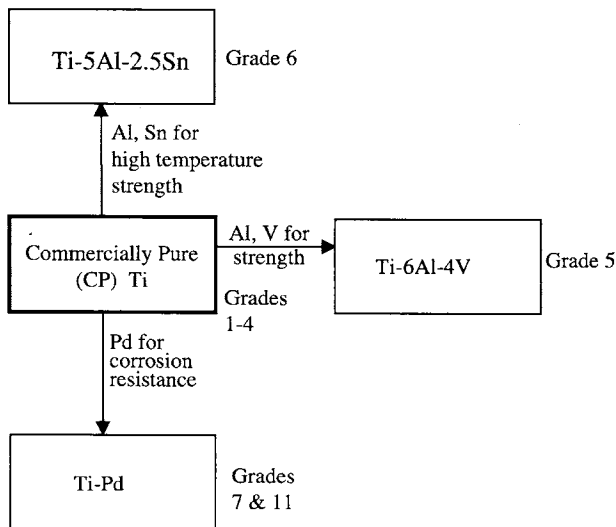 Ti-5Al-2.5Sn
Grade 6
Al, Sn for
high temperature
strength
Commercially Pure
(CP) Ti
Grades
1-4
Al, V for
strength
Ti-6Al-4V
Grade 5
Pd for
corrosion
resistance
Ti-Pd
Grades
7 & 11